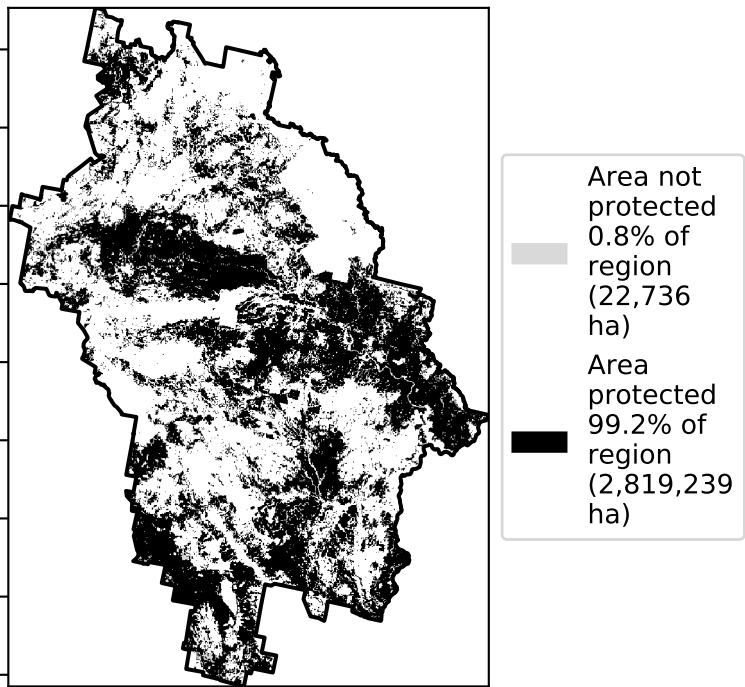 Area not
protected
0.8% of
region
(22,736
ha)
Area
protected
99.2% of
region
(2,819,239
ha)